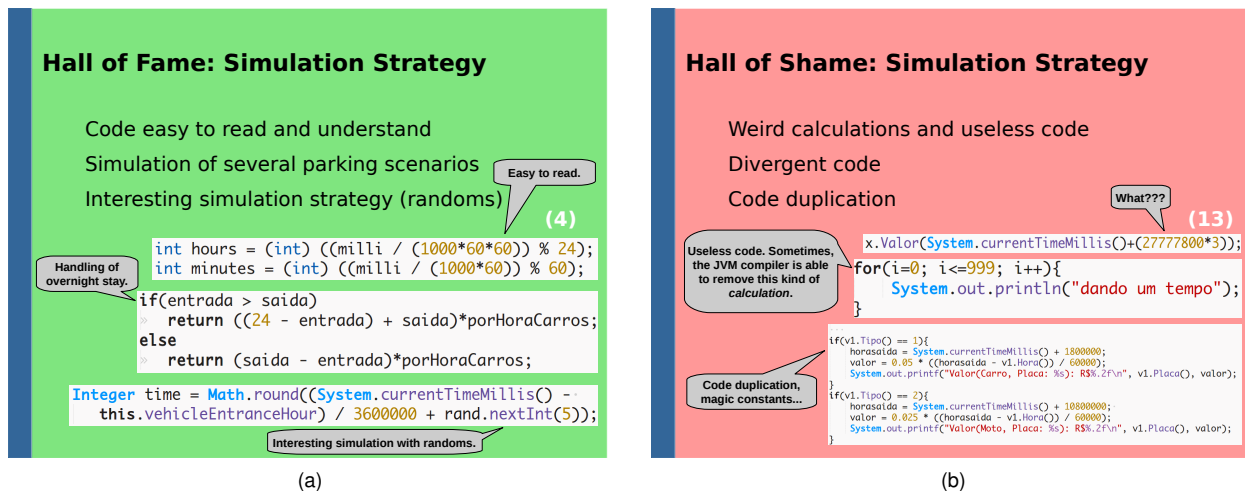 Hall of Fame: Simulation Strategy
Code easy to read and understand
Simulation of several parking scenarios
Interesting simulation strategy (randoms)
Easy to read.
(4)
int hours = (int) ((milli / (1000*60*60)) % 24);
int minutes = (int) ((milli / (1000*60)) % 60);
Handling of
overnight stay.
if(entrada > saida)
» return ((24 - entrada) + saida)*porHoraCarros;
else
» return (saida - entrada)*porHoraCarros;
Integer time = Math.round((System.currentTimeMillis() -
this.vehicleEntranceHour) / 3600000 + rand.nextInt(5));
Interesting simulation with randoms.
(a)
Hall of Shame: Simulation Strategy
Weird calculations and useless code
Divergent code
Code duplication
What???
(13)
x.Valor(System.currentTimeMillis()+(27777800*3));
Useless code. Sometimes,
the JVM compiler is able
to remove this kind of
calculation.
for(i=0; i<=999; i++){
System.out.println("dando um tempo");
}
Code duplication,
magic constants...
if(v1.Tipo() == 1){
horasaida = System.currentTimeMillis() + 1800000;
valor = 0.05 * ((horasaida - v1.Hora()) / 60000);
System.out.printf("Valor(Carro, Placa: %s): R$%.2f\n", v1.Placa(), valor);
}
if(v1.Tipo() == 2){
horasaida = System.currentTimeMillis() + 10800000;
valor = 0.025 * ((horasaida - v1.Hora()) / 60000);
System.out.printf("Valor(Moto, Placa: %s): R$%.2f\n", v1.Placa(), valor);
}
(b)